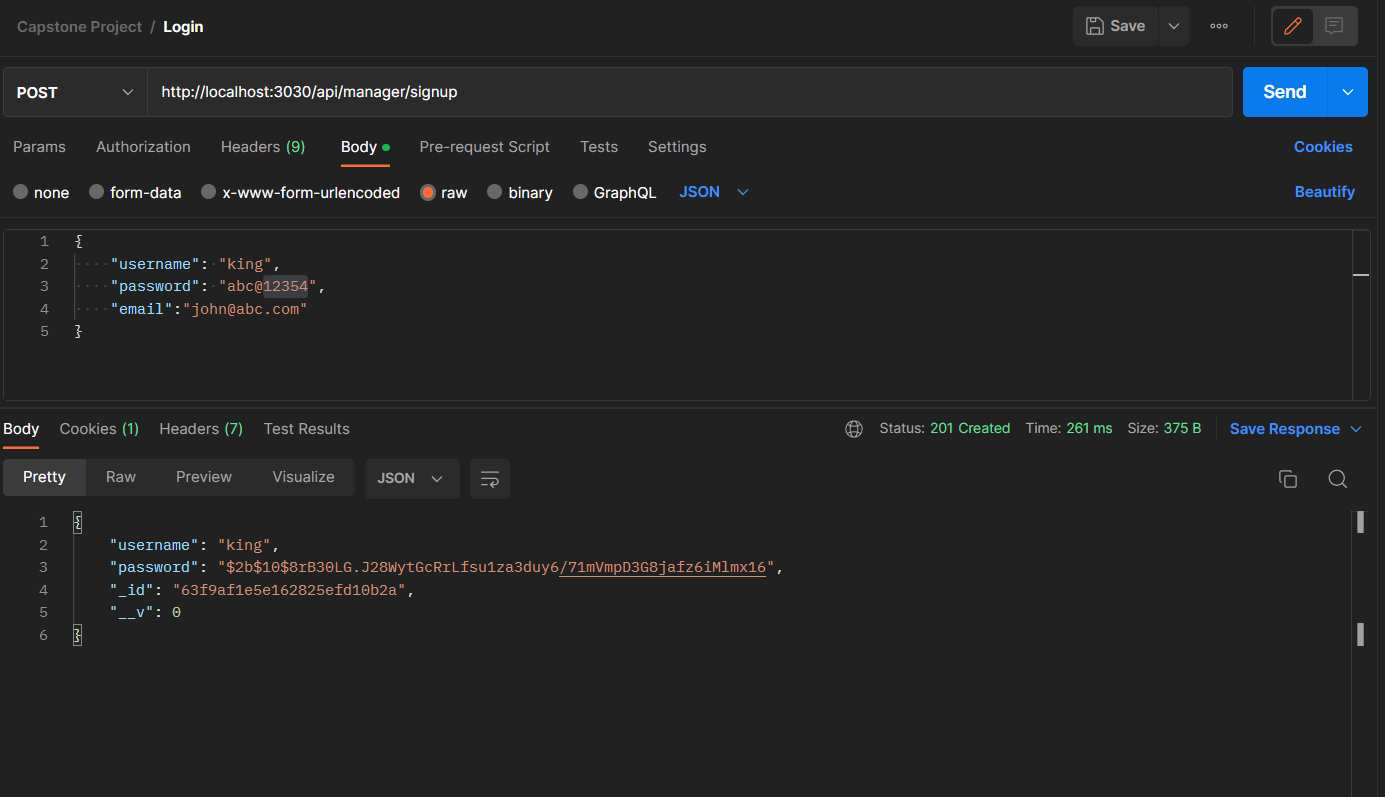 Capstone Project / Login
Save
POST
http://localhost:3030/api/manager/signup
Send
Params Authorization Headers (9) Body Pre-request Script Tests Settings Cookies
none form-data x-www-form-urlencoded raw binary GraphQL JSON Beautify
1 {
2 "username": "king",
3 "password": "abc@12354",
4 "email":"john@abc.com"
5 }
Body Cookies (1) Headers (7) Test Results Status: 201 Created Time: 261 ms Size: 375 B Save Response
Pretty Raw Preview Visualize JSON
1 {
2 "username": "king",
3 "password": "$2b$10$8rB30LG.J28WytGcRrLfsu1za3duy6/71mVmpD3G8jafz6iMlmx16",
4 "_id": "63f9af1e5e162825efd10b2a",
5 "__v": 0
6 }